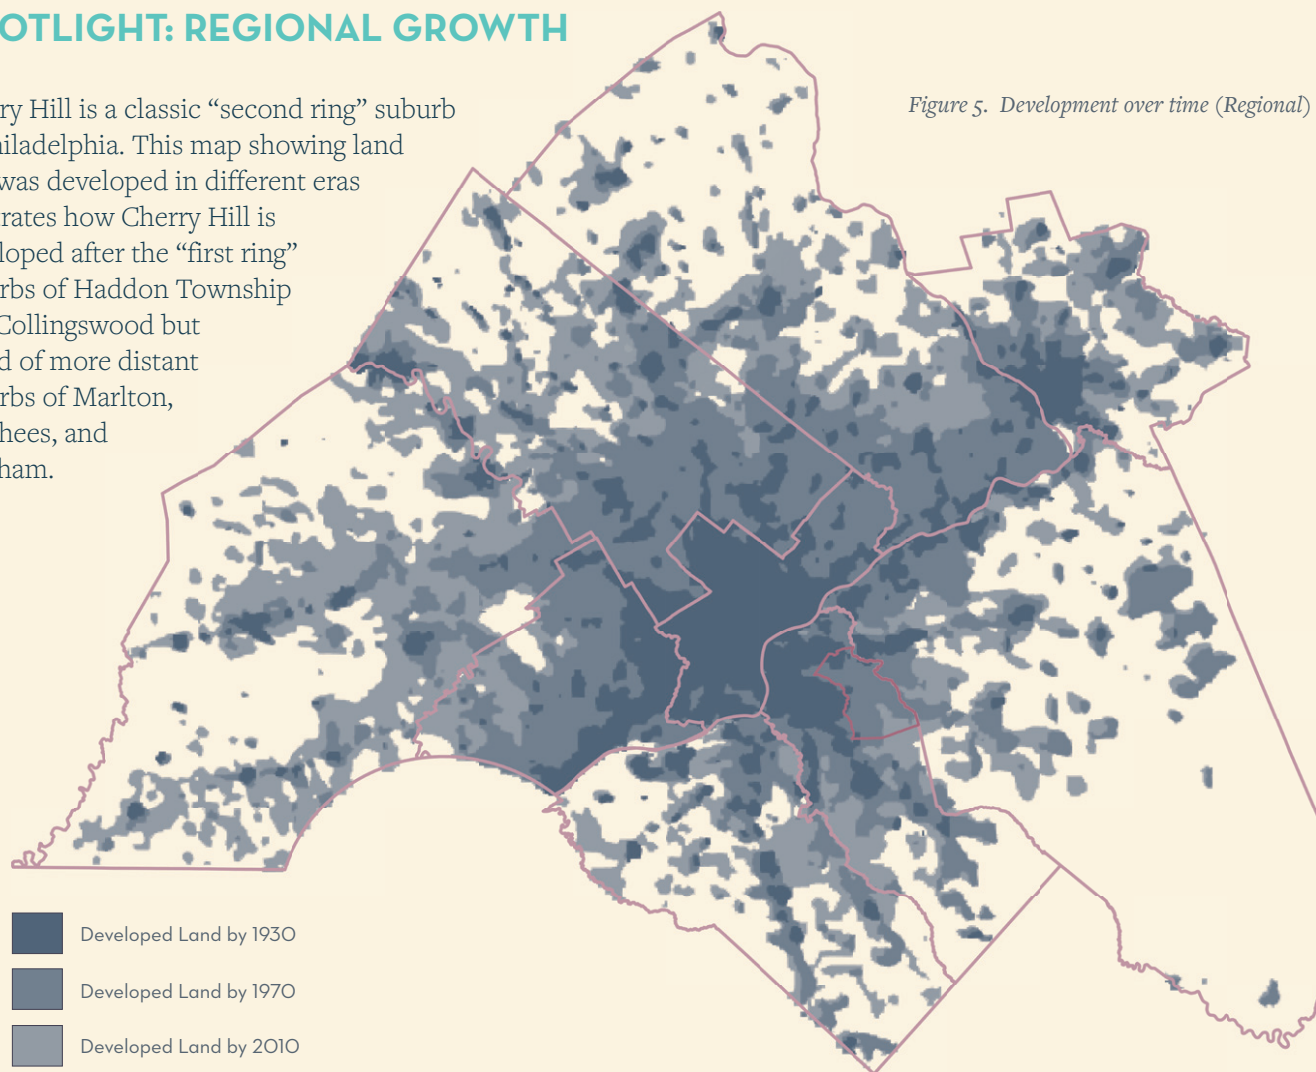 OTLIGHT: REGIONAL GROWTH
ry Hill is a classic “second ring” suburb
hiladelphia. This map showing land
was developed in different eras
trates how Cherry Hill is
loped after the “first ring”
rbs of Haddon Township
Collingswood but
d of more distant
rbs of Marlton,
hees, and
ham.
Figure 5. Development over time (Regional)
Developed Land by 1930
Developed Land by 1970
Developed Land by 2010